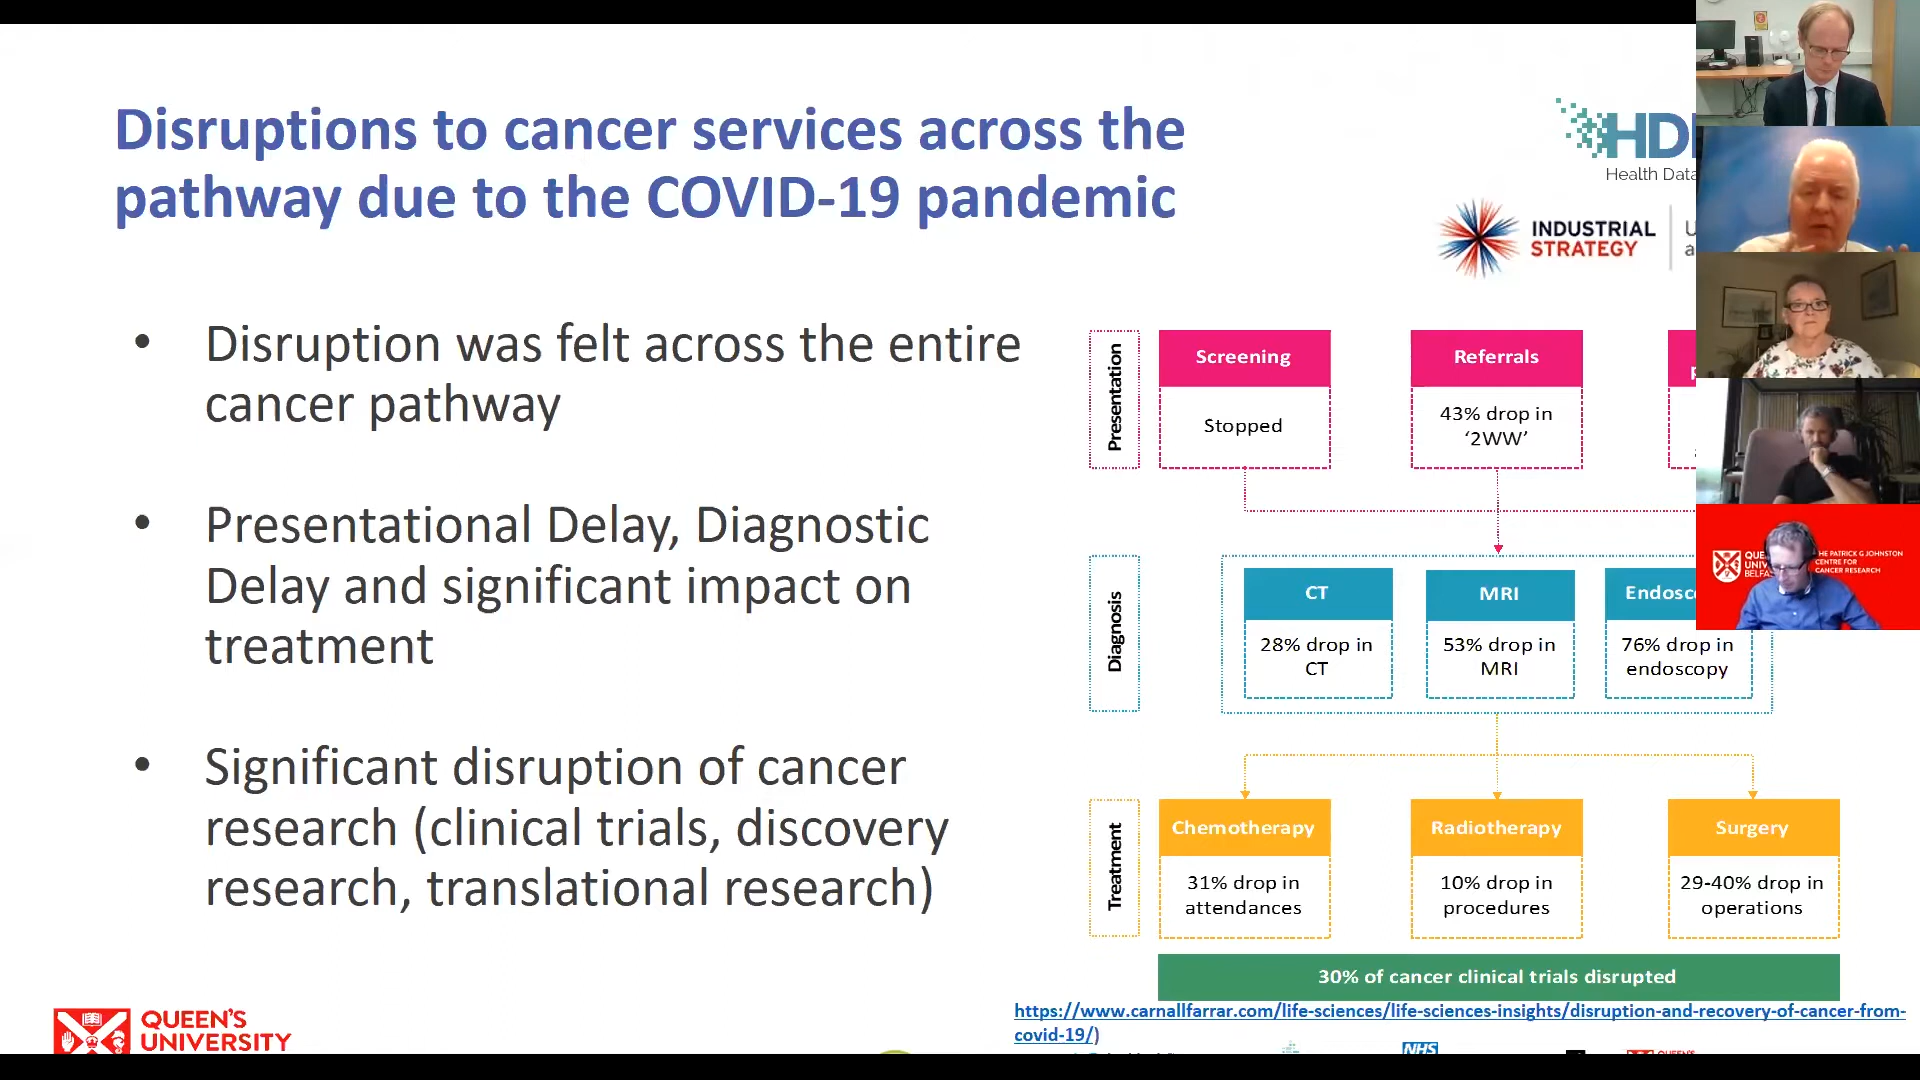 Disruptions to cancer services across the
pathway due to the COVID-19 pandemic
Health Data
INDUSTRIAL
STRATEGY
• Disruption was felt across the entire
cancer pathway
• Presentational Delay, Diagnostic
Delay and significant impact on
treatment
• Significant disruption of cancer
research (clinical trials, discovery
research, translational research)
Presentation
Screening
Stopped
Referrals
43% drop in
‘2WW’
Diagnosis
CT
28% drop in
CT
MRI
53% drop in
MRI
Endosc
76% drop in
endoscopy
Treatment
Chemotherapy
31% drop in
attendances
Radiotherapy
10% drop in
procedures
Surgery
29-40% drop in
operations
30% of cancer clinical trials disrupted
https://www.carnallfarrar.com/life-sciences/life-sciences-insights/disruption-and-recovery-of-cancer-from-
covid-19/)
QUEEN'S
UNIVERSITY
NHS
QUE
UNIV
BELFA
HE PATRICK G JOHNSTON
CENTRE FOR
CANCER RESEARCH